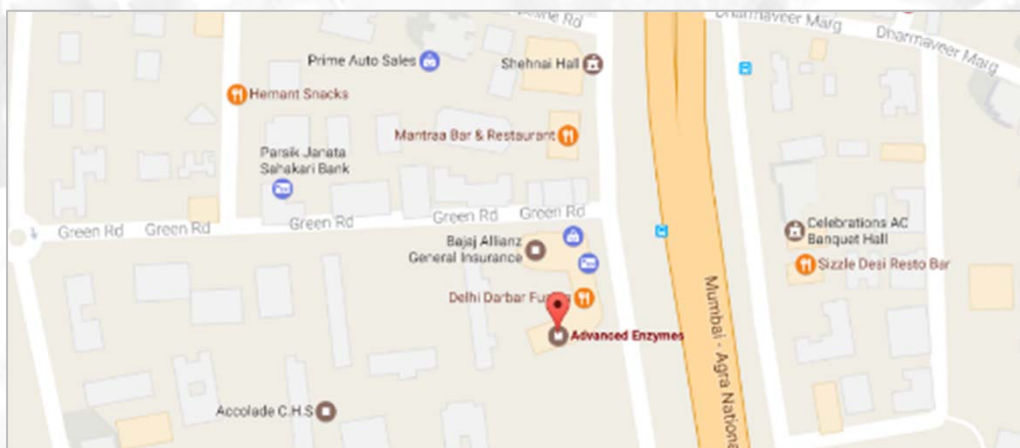 Rd
Dharmaveer Marg
Dharmaveer Marg
Prime Auto Sales
Shehnai Hall
Hemant Snacks
Mantraa Bar & Restaurant
Parsik Janata
Sahakari Bank
Green Rd
Green Rd
Green Rd
Green Rd
Green Rd
Celebrations AC
Banquet Hall
Bajaj Allianz
General Insurance
Sizzle Desi Resto Bar
Delhi Darbar
Advanced Enzymes
Mumbai - Agra Nationa
Accolade C.H.S